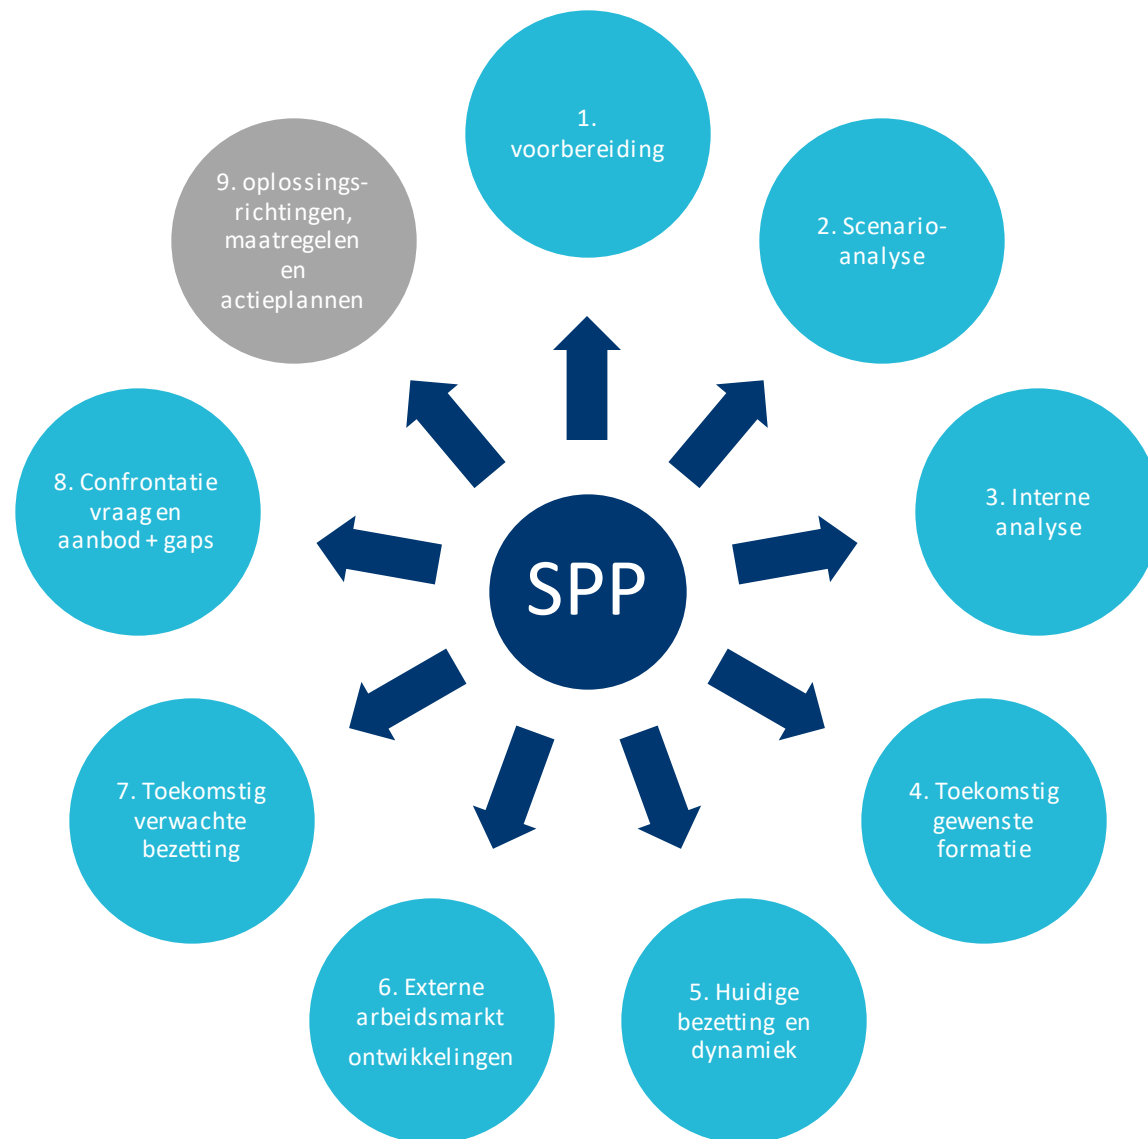 1.
voorbereiding
2. Scenario-
analyse
3. Interne
analyse
4. Toekomstig
gewenste
formatie
5. Huidige
bezetting en
dynamiek
6. Externe
arbeidsmarkt
ontwikkelingen
7. Toekomstig
verwachte
bezetting
8. Confrontatie
vraag en
aanbod + gaps
9. oplossings-
richtingen,
maatregelen
en
actieplannen
SPP